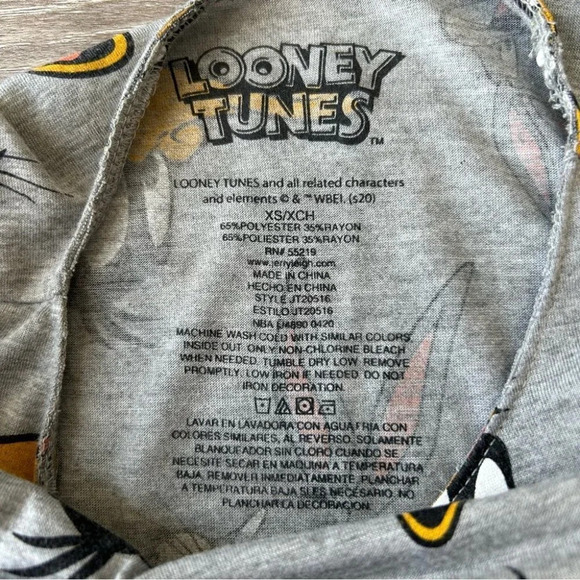 LOONEY
TUNES ™
LOONEY TUNES and all related characters
and elements © & ™ WBEI. (s20)
XS/XCH
65%POLYESTER 35%RAYON
65%POLIESTER 35%RAYON
RN# 55219
www.jerryleigh.com
MADE IN CHINA
HECHO EN CHINA
STYLE JT20516
ESTILO JT20516
NBA 0420
MACHINE WASH COLD WITH SIMILAR COLORS
INSIDE OUT. ONLY NON-CHLORINE BLEACH
WHEN NEEDED. TUMBLE DRY LOW. REMOVE
PROMPTLY. LOW IRON IF NEEDED. DO NOT
IRON DECORATION.
LAVAR EN LAVADORA CON AGUA FRIA CON
COLORES SIMILARES, AL REVERSO. SOLAMENTE
BLANQUEADOR SIN CLORO CUANDO SE
NECESITE SECAR EN MAQUINA A TEMPERATURA
BAJA. REMOVER INMEDIATAMENTE. PLANCHAR
A TEMPERATURA BAJA SI ES NECESARIO. NO
PLANCHAR LA DECORACION.